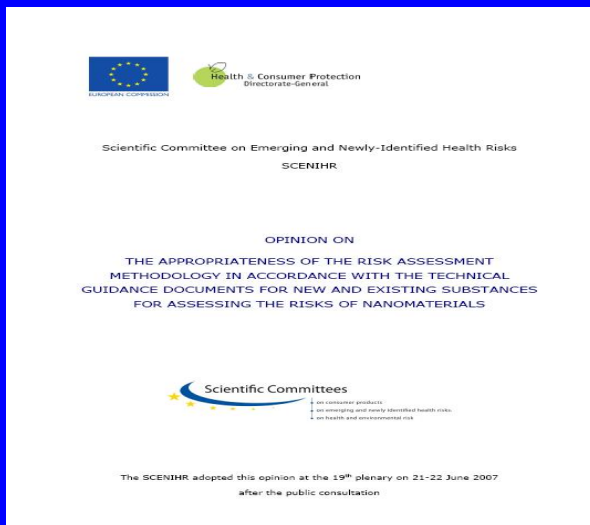 EUROPEAN COMMISSION
Health & Consumer Protection
Directorate-General
Scientific Committee on Emerging and Newly-Identified Health Risks
SCENIHR
OPINION ON
THE APPROPRIATENESS OF THE RISK ASSESSMENT
METHODOLOGY IN ACCORDANCE WITH THE TECHNICAL
GUIDANCE DOCUMENTS FOR NEW AND EXISTING SUBSTANCES
FOR ASSESSING THE RISKS OF NANOMATERIALS
Scientific Committees
on consumer products
on emerging and newly identified health risks
on health and environmental risk
The SCENIHR adopted this opinion at the 19th plenary on 21-22 June 2007
after the public consultation